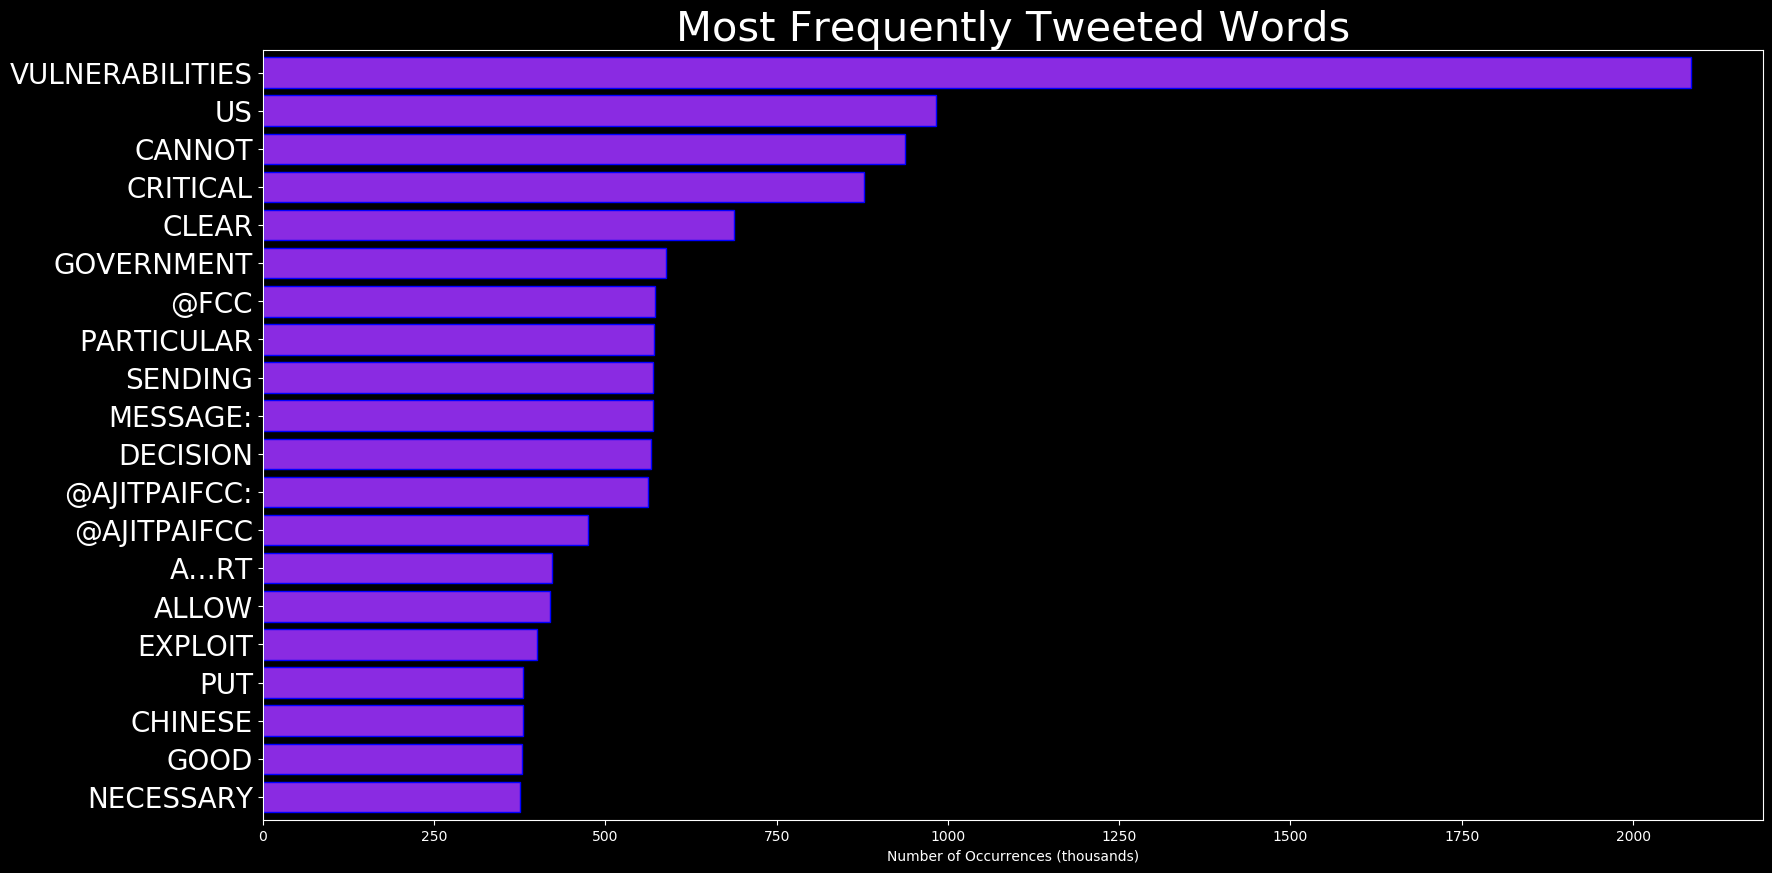 Most Frequently Tweeted Words
VULNERABILITIES
US
CANNOT
CRITICAL
CLEAR
GOVERNMENT
@FCC
PARTICULAR
SENDING
MESSAGE:
DECISION
@AJITPAIFCC:
@AJITPAIFCC
A...RT
ALLOW
EXPLOIT
PUT
CHINESE
GOOD
NECESSARY
0 250 500 750 1000 1250 1500 1750 2000
Number of Occurrences (thousands)